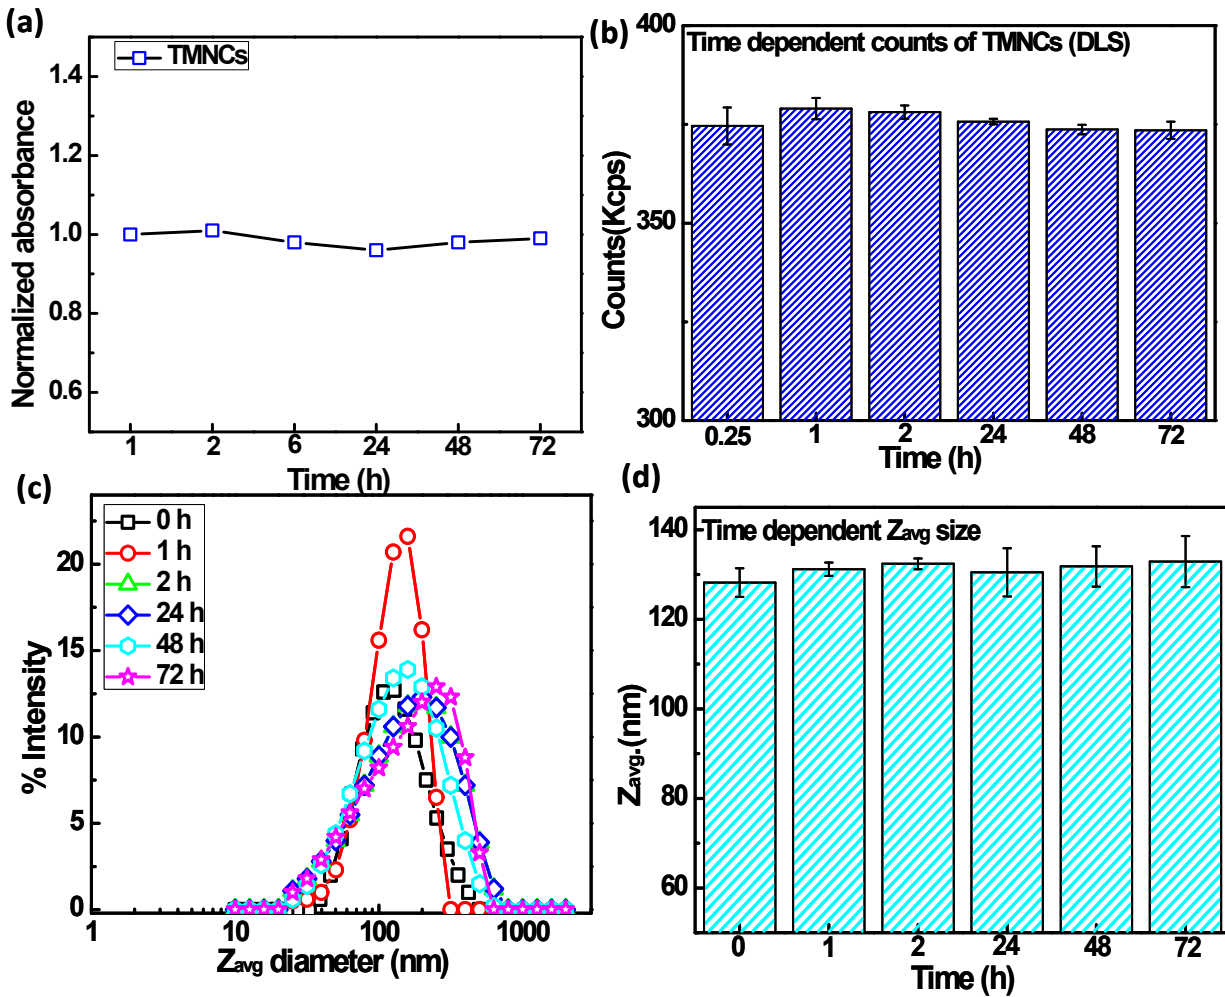 (a)
TMNCs
1.4
1.2
1.0
0.8
0.6
Normalized absorbance
1 2 6 24 48 72
Time (h)
(b)
Time dependent counts of TMNCs (DLS)
400
350
300
Counts(Kcps)
0.25 1 2 24 48 72
Time (h)
(c)
0 h
1 h
2 h
24 h
48 h
72 h
20
15
10
5
0
% Intensity
1 10 100 1000
Zavg diameter (nm)
(d)
Time dependent Zavg size
140
120
100
80
60
Zavg.(nm)
0 1 2 24 48 72
Time (h)